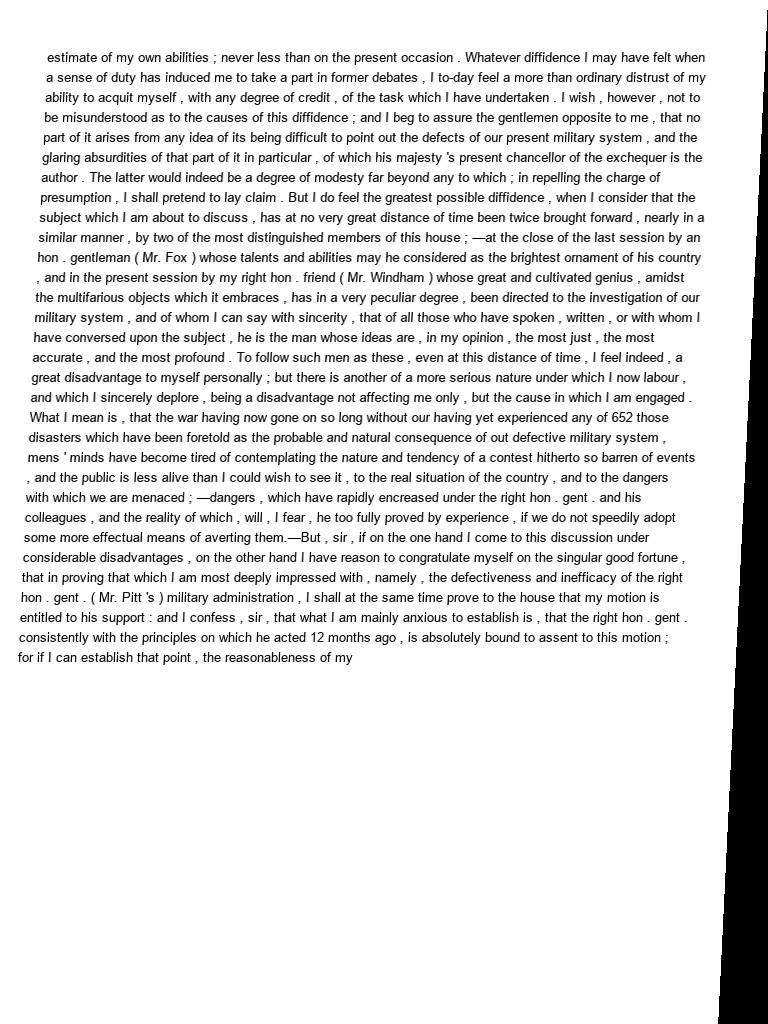 estimate of my own abilities ; never less than on the present occasion . Whatever diffidence I may have felt when
a sense of duty has induced me to take a part in former debates , I to-day feel a more than ordinary distrust of my
ability to acquit myself , with any degree of credit , of the task which I have undertaken . I wish , however , not to
be misunderstood as to the causes of this diffidence ; and I beg to assure the gentlemen opposite to me , that no
part of it arises from any idea of its being difficult to point out the defects of our present military system , and the
glaring absurdities of that part of it in particular , of which his majesty 's present chancellor of the exchequer is the
author . The latter would indeed be a degree of modesty far beyond any to which ; in repelling the charge of
presumption , I shall pretend to lay claim . But I do feel the greatest possible diffidence , when I consider that the
subject which I am about to discuss , has at no very great distance of time been twice brought forward , nearly in a
similar manner , by two of the most distinguished members of this house ; —at the close of the last session by an
hon . gentleman ( Mr. Fox ) whose talents and abilities may he considered as the brightest ornament of his country
, and in the present session by my right hon . friend ( Mr. Windham ) whose great and cultivated genius , amidst
the multifarious objects which it embraces , has in a very peculiar degree , been directed to the investigation of our
military system , and of whom I can say with sincerity , that of all those who have spoken , written , or with whom I
have conversed upon the subject , he is the man whose ideas are , in my opinion , the most just , the most
accurate , and the most profound . To follow such men as these , even at this distance of time , I feel indeed , a
great disadvantage to myself personally ; but there is another of a more serious nature under which I now labour ,
and which I sincerely deplore , being a disadvantage not affecting me only , but the cause in which I am engaged .
What I mean is , that the war having now gone on so long without our having yet experienced any of 652 those
disasters which have been foretold as the probable and natural consequence of out defective military system ,
mens ' minds have become tired of contemplating the nature and tendency of a contest hitherto so barren of events
, and the public is less alive than I could wish to see it , to the real situation of the country , and to the dangers
with which we are menaced ; —dangers , which have rapidly encreased under the right hon . gent . and his
colleagues , and the reality of which , will , I fear , he too fully proved by experience , if we do not speedily adopt
some more effectual means of averting them.—But , sir , if on the one hand I come to this discussion under
considerable disadvantages , on the other hand I have reason to congratulate myself on the singular good fortune ,
that in proving that which I am most deeply impressed with , namely , the defectiveness and inefficacy of the right
hon . gent . ( Mr. Pitt 's ) military administration , I shall at the same time prove to the house that my motion is
entitled to his support : and I confess , sir , that what I am mainly anxious to establish is , that the right hon . gent .
consistently with the principles on which he acted 12 months ago , is absolutely bound to assent to this motion ;
for if I can establish that point , the reasonableness of my